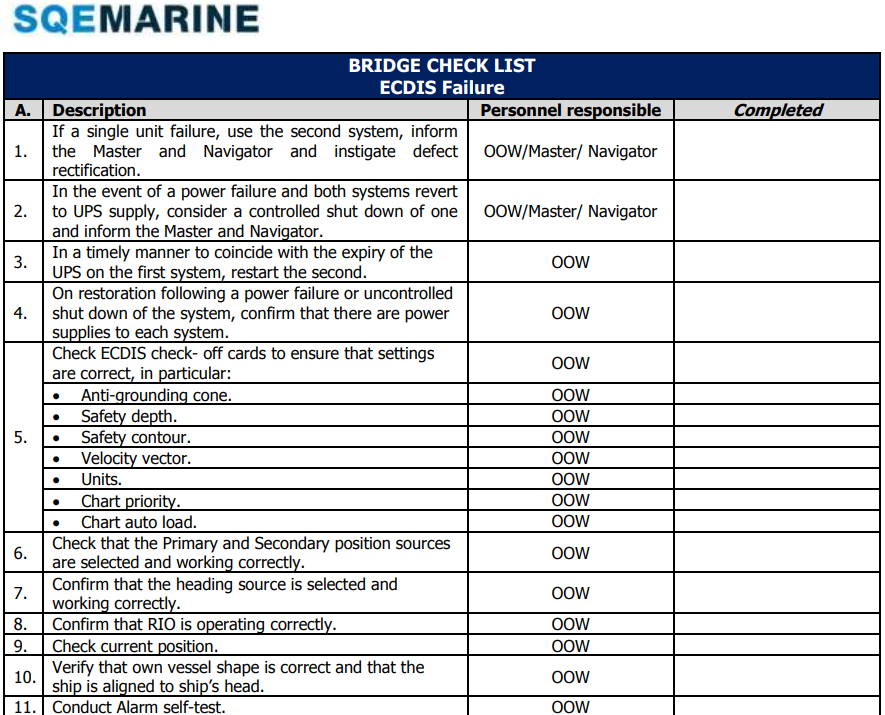 SQEMARINE
BRIDGE CHECK LIST
ECDIS Failure
A. Description Personnel responsible Completed
1. If a single unit failure, use the second system, inform
the Master and Navigator and instigate defect
rectification.
OOW/Master/ Navigator
2. In the event of a power failure and both systems revert
to UPS supply, consider a controlled shut down of one
and inform the Master and Navigator.
OOW/Master/ Navigator
3. In a timely manner to coincide with the expiry of the
UPS on the first system, restart the second.
OOW
4. On restoration following a power failure or uncontrolled
shut down of the system, confirm that there are power
supplies to each system.
OOW
5. Check ECDIS check- off cards to ensure that settings
are correct, in particular:
OOW
• Anti-grounding cone. OOW
• Safety depth. OOW
• Safety contour. OOW
• Velocity vector. OOW
• Units. OOW
• Chart priority. OOW
• Chart auto load. OOW
6. Check that the Primary and Secondary position sources
are selected and working correctly.
OOW
7. Confirm that the heading source is selected and
working correctly.
OOW
8. Confirm that RIO is operating correctly. OOW
9. Check current position. OOW
10. Verify that own vessel shape is correct and that the
ship is aligned to ship's head.
OOW
11. Conduct Alarm self-test. OOW